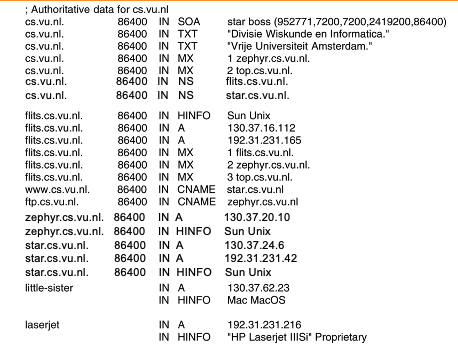 ; Authoritative data for cs.vu.nl
cs.vu.nl. 86400 IN SOA star boss (952771,7200,7200,2419200,86400)
cs.vu.nl. 86400 IN TXT "Divisie Wiskunde en Informatica."
cs.vu.nl. 86400 IN TXT "Vrije Universiteit Amsterdam."
cs.vu.nl. 86400 IN MX 1 zephyr.cs.vu.nl.
cs.vu.nl. 86400 IN MX 2 top.cs.vu.nl.
cs.vu.nl. 86400 IN NS flits.cs.vu.nl.
cs.vu.nl. 86400 IN NS star.cs.vu.nl.
flits.cs.vu.nl. 86400 IN HINFO Sun Unix
flits.cs.vu.nl. 86400 IN A 130.37.16.112
flits.cs.vu.nl. 86400 IN A 192.31.231.165
flits.cs.vu.nl. 86400 IN MX 1 flits.cs.vu.nl.
flits.cs.vu.nl. 86400 IN MX 2 zephyr.cs.vu.nl.
flits.cs.vu.nl. 86400 IN MX 3 top.cs.vu.nl.
www.cs.vu.nl. 86400 IN CNAME star.cs.vu.nl
ftp.cs.vu.nl. 86400 IN CNAME zephyr.cs.vu.nl
zephyr.cs.vu.nl. 86400 IN A 130.37.20.10
zephyr.cs.vu.nl. 86400 IN HINFO Sun Unix
star.cs.vu.nl. 86400 IN A 130.37.24.6
star.cs.vu.nl. 86400 IN A 192.31.231.42
star.cs.vu.nl. 86400 IN HINFO Sun Unix
little-sister IN A 130.37.62.23
IN HINFO Mac MacOS
laserjet IN A 192.31.231.216
IN HINFO "HP Laserjet IIISi" Proprietary